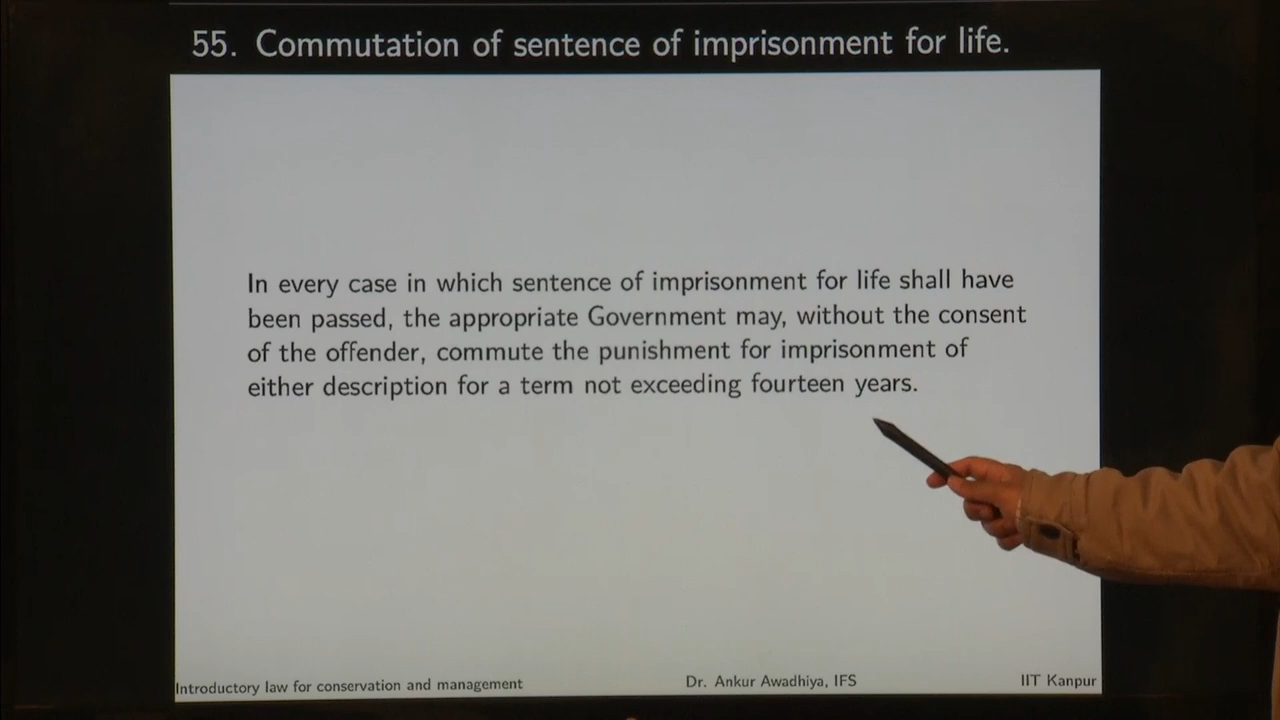 55. Commutation of sentence of imprisonment for life.
In every case in which sentence of imprisonment for life shall have
been passed, the appropriate Government may, without the consent
of the offender, commute the punishment for imprisonment of
either description for a term not exceeding fourteen years.
Introductory law for conservation and management Dr. Ankur Awadhiya, IFS IIT Kanpur